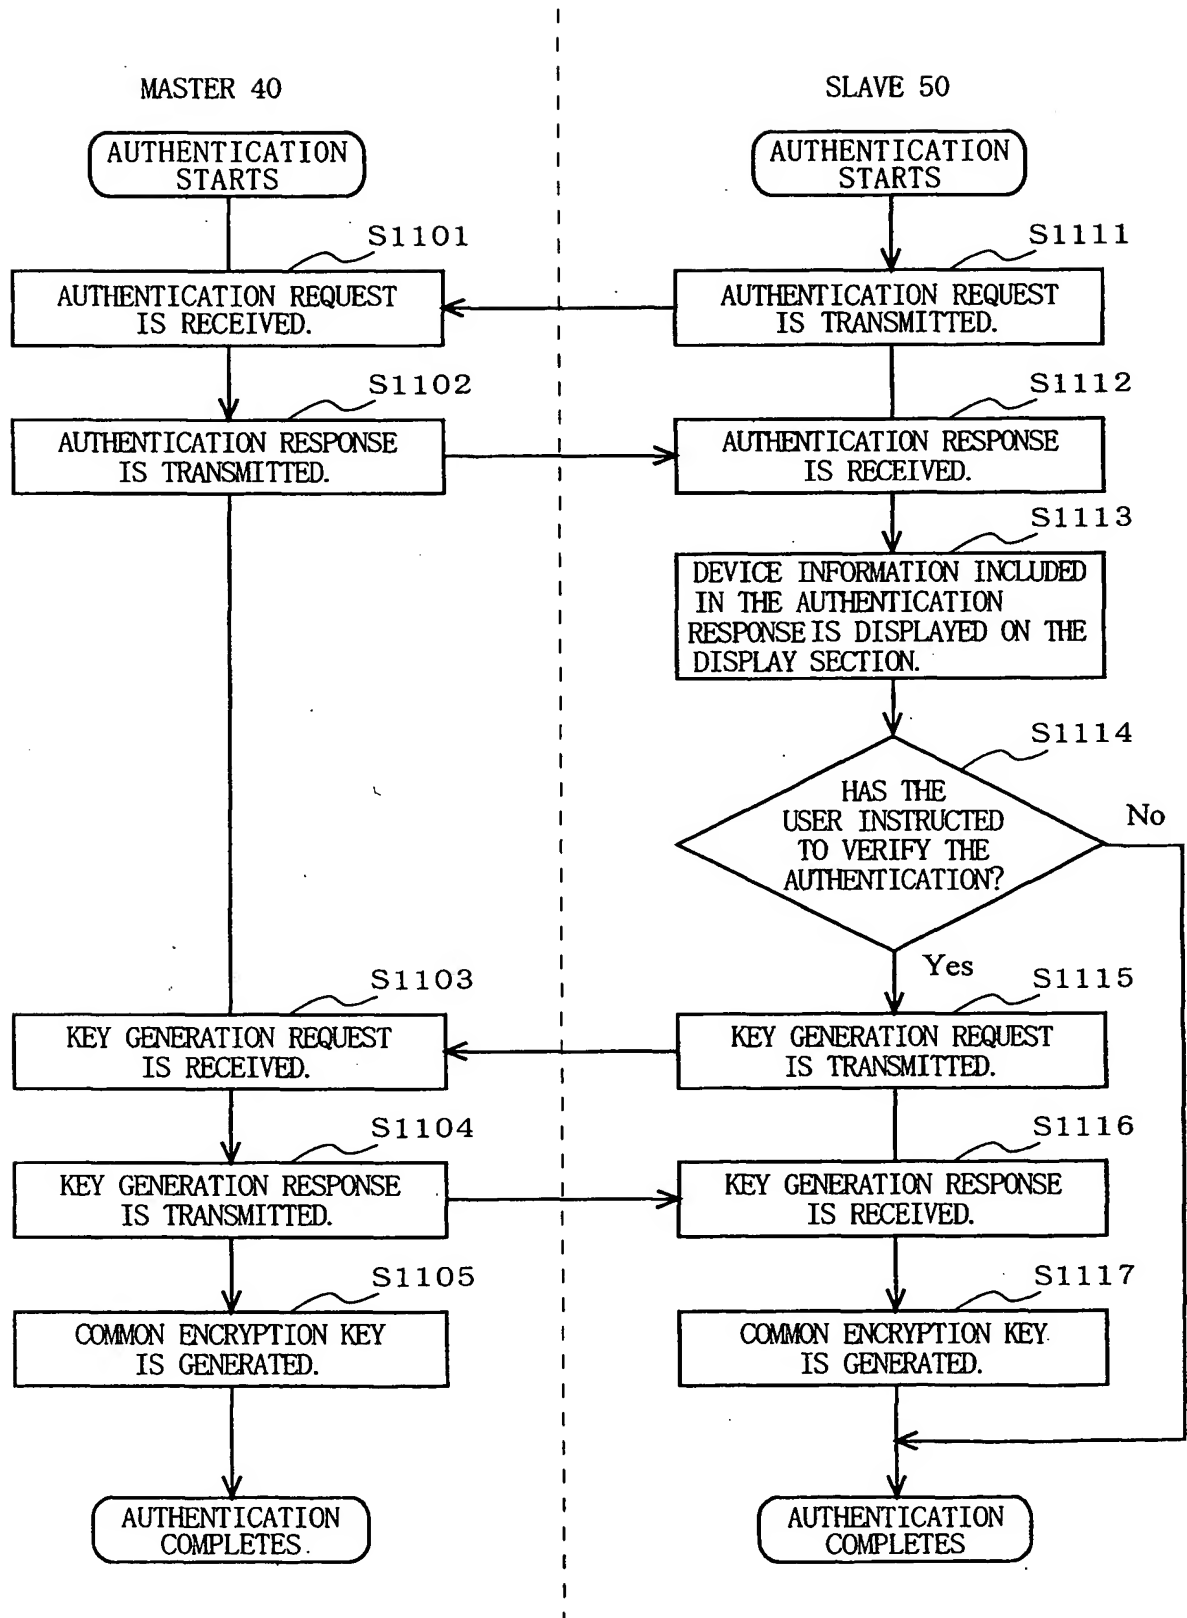 MASTER 40
AUTHENTICATION
STARTS
S1101
AUTHENTICATION REQUEST
IS RECEIVED.
S1102
AUTHENTICATION RESPONSE
IS TRANSMITTED.
S1103
KEY GENERATION REQUEST
IS RECEIVED.
S1104
KEY GENERATION RESPONSE
IS TRANSMITTED.
S1105
COMMON ENCRYPTION KEY
IS GENERATED.
AUTHENTICATION
COMPLETES.
SLAVE 50
AUTHENTICATION
STARTS
S1111
AUTHENTICATION REQUEST
IS TRANSMITTED.
S1112
AUTHENTICATION RESPONSE
IS RECEIVED.
S1113
DEVICE INFORMATION INCLUDED
IN THE AUTHENTICATION
RESPONSE IS DISPLAYED ON THE
DISPLAY SECTION.
S1114
HAS THE
USER INSTRUCTED
TO VERIFY THE
AUTHENTICATION?
No
Yes
S1115
KEY GENERATION REQUEST
IS TRANSMITTED.
S1116
KEY GENERATION RESPONSE
IS RECEIVED.
S1117
COMMON ENCRYPTION KEY
IS GENERATED.
AUTHENTICATION
COMPLETES